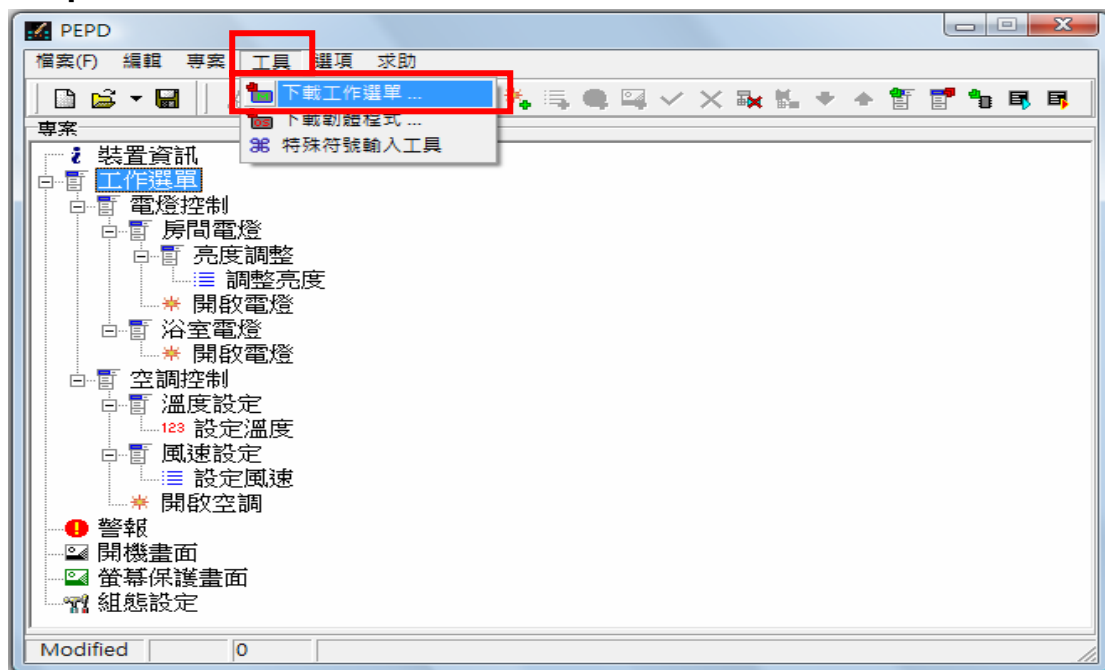 PEPD
檔案(F) 編輯 專案 工具 選項 求助
下載工作選單 ...
下載韌體程式 ...
特殊符號輸入工具
專案
裝置資訊
工作選單
電燈控制
房間電燈
亮度調整
調整亮度
開啟電燈
浴室電燈
開啟電燈
空調控制
溫度設定
123 設定溫度
風速設定
設定風速
開啟空調
警報
開機畫面
螢幕保護畫面
組態設定
Modified 0